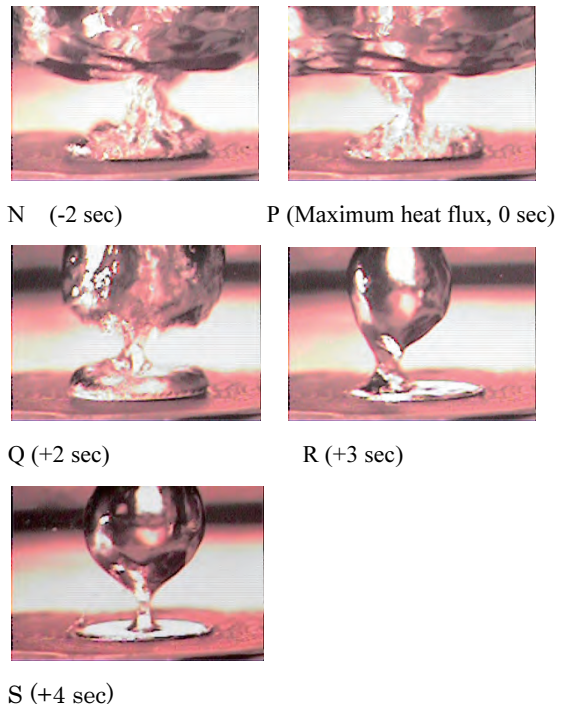 N (-2 sec) P (Maximum heat flux, 0 sec)
Q (+2 sec) R (+3 sec)
S (+4 sec)